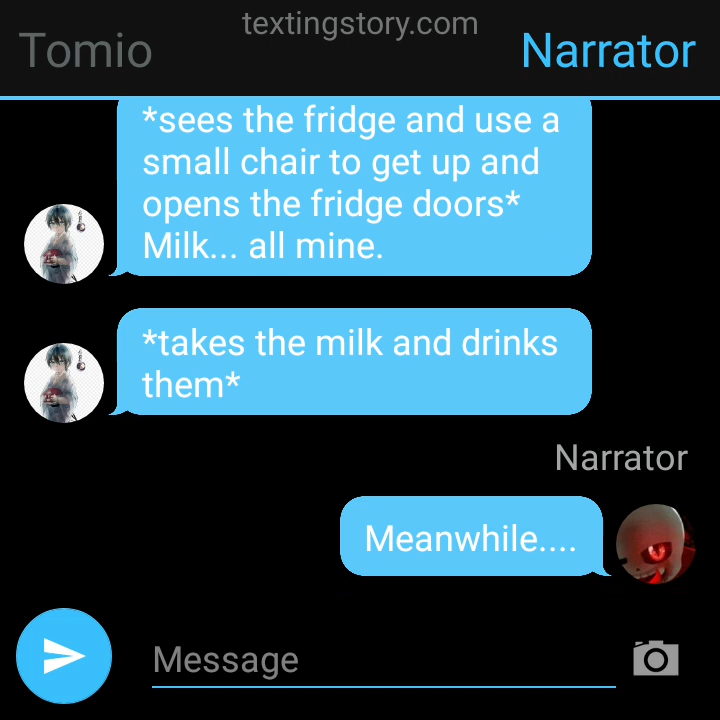 textingstory.com
Tomio
Narrator
*sees the fridge and use a
small chair to get up and
opens the fridge doors*
Milk... all mine.
*takes the milk and drinks
them*
Narrator
Meanwhile....
Message